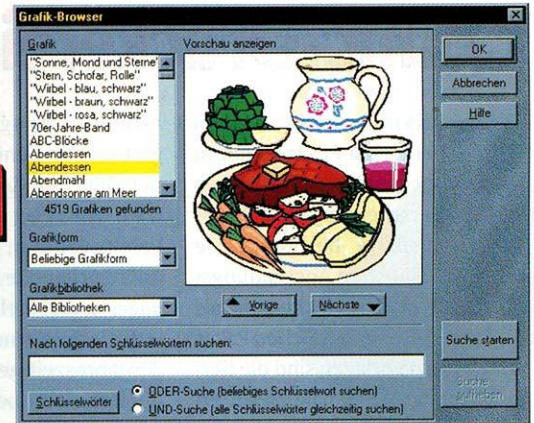 Grafik-Browser
Grafik
Vorschau anzeigen
"Sonne, Mond und Sterne"
"Stern, Schofar, Rolle"
"Wirbel - blau, schwarz"
"Wirbel - braun, schwarz"
"Wirbel - rosa, schwarz"
70er-Jahre-Band
ABC-Blöcke
Abendessen
Abendessen
Abendmahl
Abendsonne am Meer
4519 Grafiken gefunden
Grafikform
Beliebige Grafikform
Grafikbibliothek
Alle Bibliotheken
Vorige
Nächste
OK
Abbrechen
Hilfe
Nach folgenden Schlüsselwörtern suchen:
Schlüsselwörter
ODER-Suche (beliebiges Schlüsselwort suchen)
UND-Suche (alle Schlüsselwörter gleichzeitig suchen)
Suche starten
Suche
aufheben